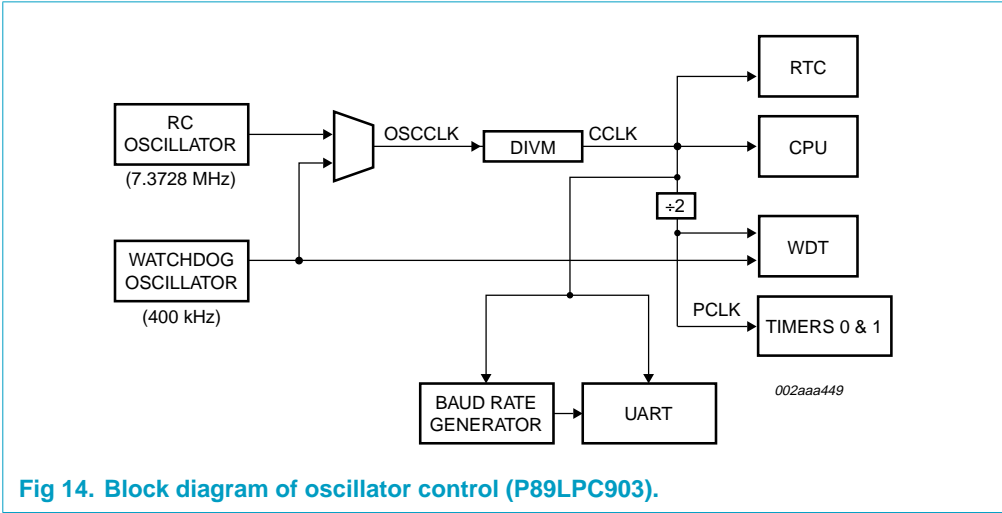 RTC
RC
OSCILLATOR
(7.3728 MHz)
OSCCLK
DIVM
CCLK
CPU
÷2
WATCHDOG
OSCILLATOR
(400 kHz)
WDT
PCLK
TIMERS 0 & 1
BAUD RATE
GENERATOR
UART
002aaa449
Fig 14. Block diagram of oscillator control (P89LPC903).